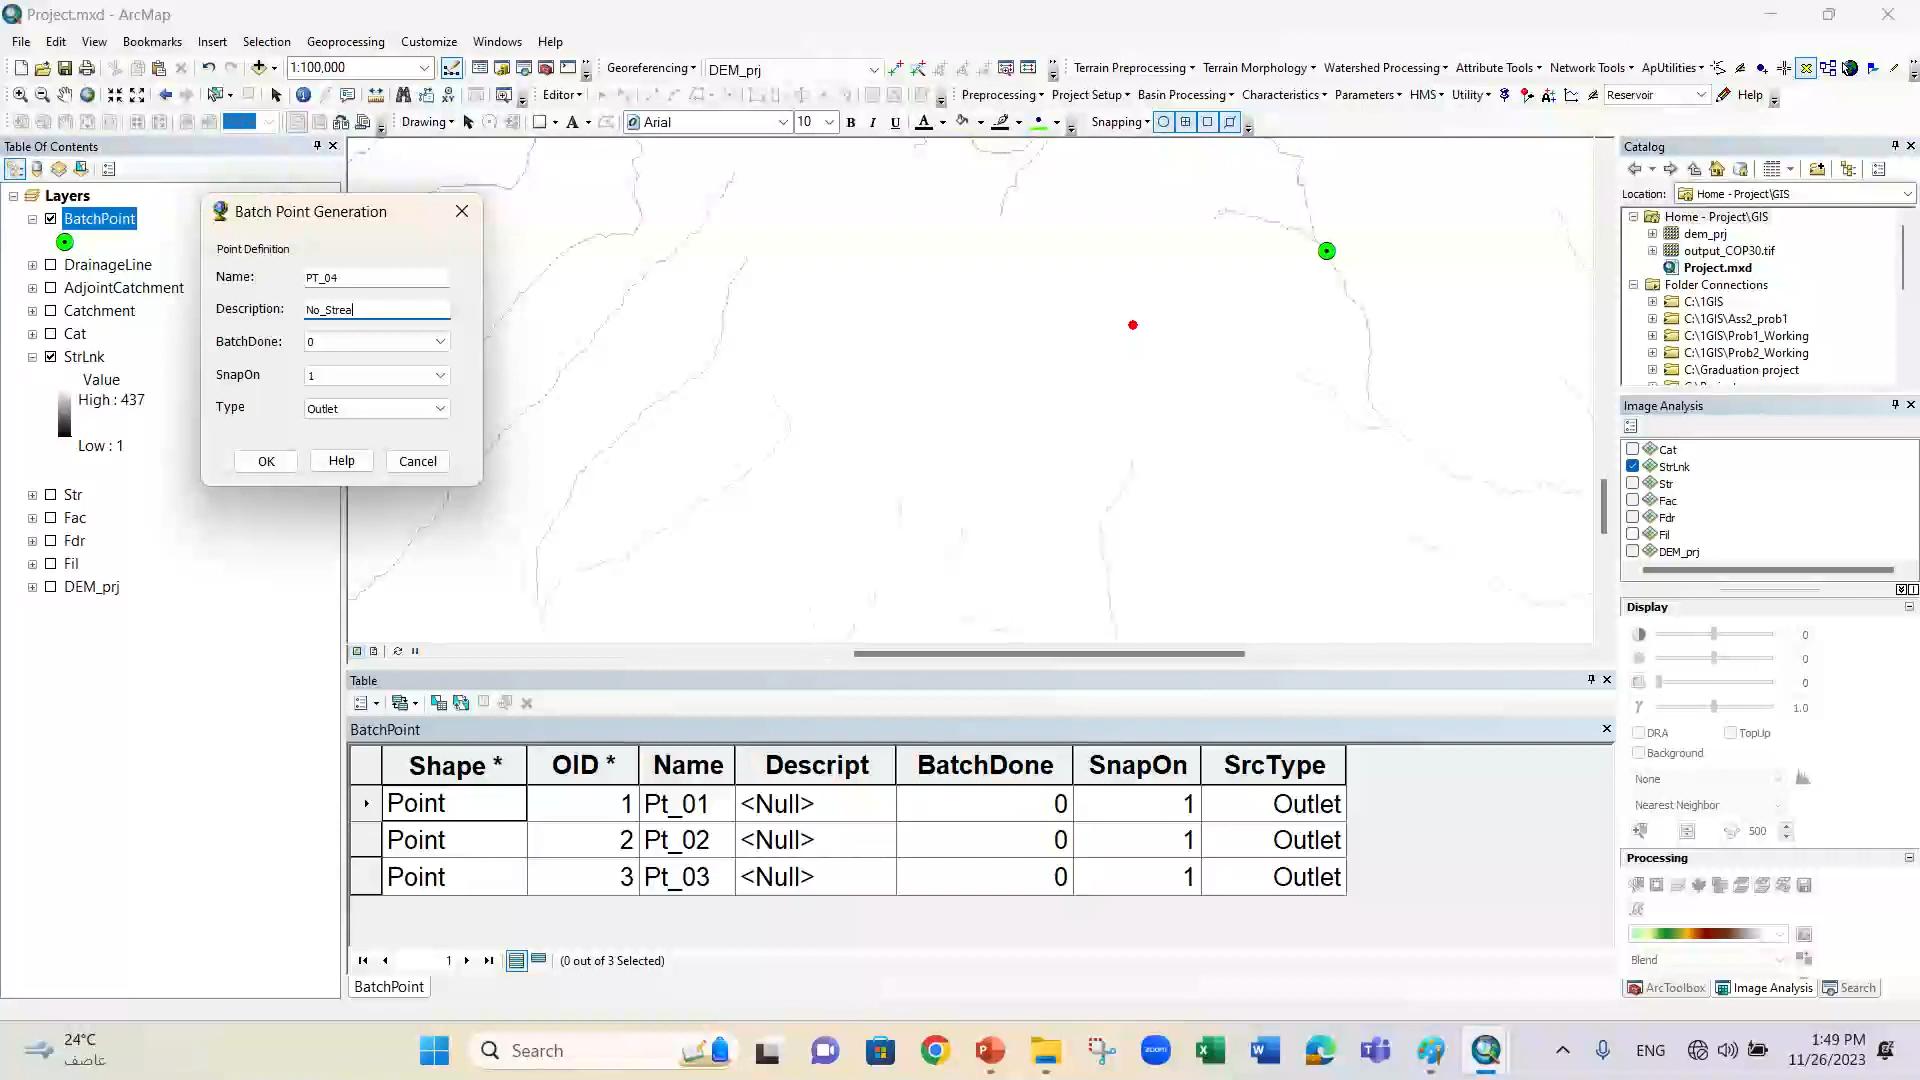 Project.mxd - ArcMap
File Edit View Bookmarks Insert Selection Geoprocessing Customize Windows Help
1:100,000
Georeferencing
DEM_prj
Terrain Preprocessing Terrain Morphology Watershed Processing Attribute Tools Network Tools ApUtilities
Editor
Preprocessing Project Setup Basin Processing Characteristics Parameters HMS Utility
Reservoir
Help
Drawing
Arial
10
B I U A
Snapping
Table Of Contents
Layers
BatchPoint
DrainageLine
AdjointCatchment
Catchment
Cat
StrLnk
Value
High : 437
Low : 1
Str
Fac
Fdr
Fil
DEM_prj
Batch Point Generation
Point Definition
Name: PT_04
Description: No_Strea
BatchDone: 0
SnapOn 1
Type Outlet
OK Help Cancel
Table
BatchPoint
Shape * OID * Name Descript BatchDone SnapOn SrcType
Point 1 Pt_01 <Null> 0 1 Outlet
Point 2 Pt_02 <Null> 0 1 Outlet
Point 3 Pt_03 <Null> 0 1 Outlet
1 (0 out of 3 Selected)
BatchPoint
Catalog
Location: Home - Project\GIS
Home - Project\GIS
dem_prj
output_COP30.tif
Project.mxd
Folder Connections
C:\1GIS
C:\1GIS\Ass2_prob1
C:\1GIS\Prob1_Working
C:\1GIS\Prob2_Working
C:\Graduation project
Image Analysis
Cat
StrLnk
Str
Fac
Fdr
Fil
DEM_prj
Display
0
0
0
1.0
DRA TopUp
Background
None
Nearest Neighbor
500
Processing
Blend
ArcToolbox Image Analysis Search
24°C
عاصف
Search
zoom
ENG
1:49 PM
11/26/2023